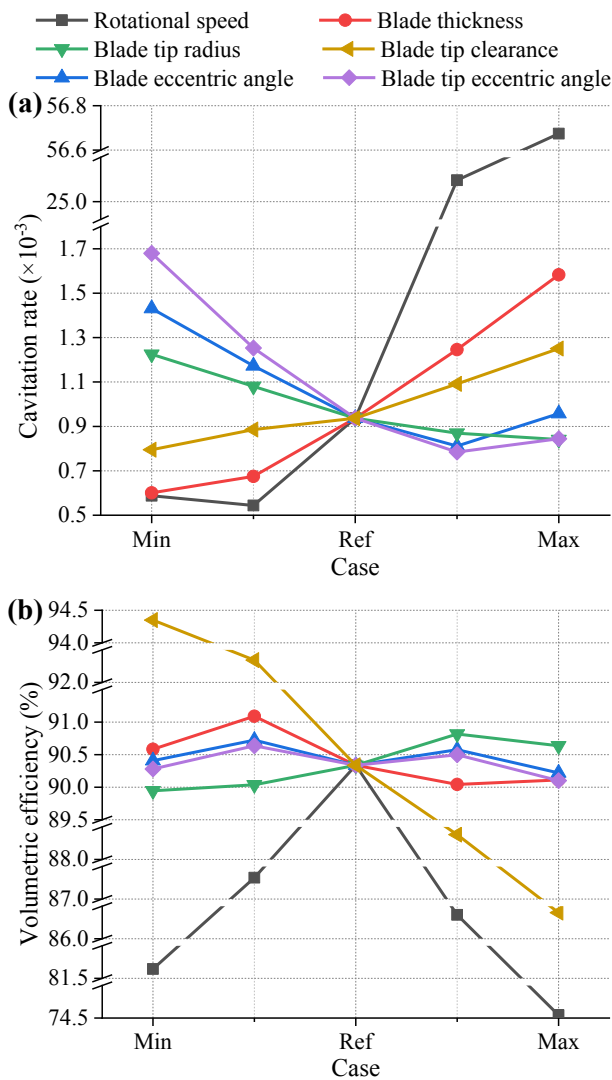 Rotational speed Blade thickness
Blade tip radius Blade tip clearance
Blade eccentric angle Blade tip eccentric angle
(a)
Cavitation rate (×10⁻³)
56.8
56.6
25.0
1.7
1.5
1.3
1.1
0.9
0.7
0.5
Min Ref Max
Case
(b)
Volumetric efficiency (%)
94.5
94.0
92.0
91.0
90.5
90.0
89.5
88.0
87.0
86.0
81.5
74.5
Min Ref Max
Case